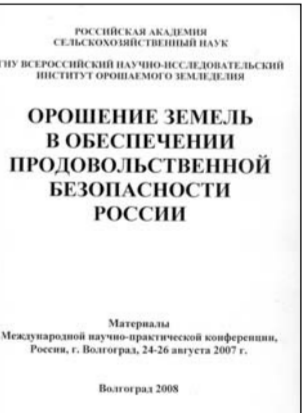 РОССИЙСКАЯ АКАДЕМИЯ
СЕЛЬСКОХОЗЯЙСТВЕННЫЙ НАУК
ГНУ ВСЕРОССИЙСКИЙ НАУЧНО-ИССЛЕДОВАТЕЛЬСКИЙ
ИНСТИТУТ ОРОШАЕМОГО ЗЕМЛЕДЕЛИЯ
ОРОШЕНИЕ ЗЕМЕЛЬ
В ОБЕСПЕЧЕНИИ
ПРОДОВОЛЬСТВЕННОЙ
БЕЗОПАСНОСТИ
РОССИИ
Материалы
Международной научно-практической конференции,
Россия, г. Волгоград, 24-26 августа 2007 г.
Волгоград 2008